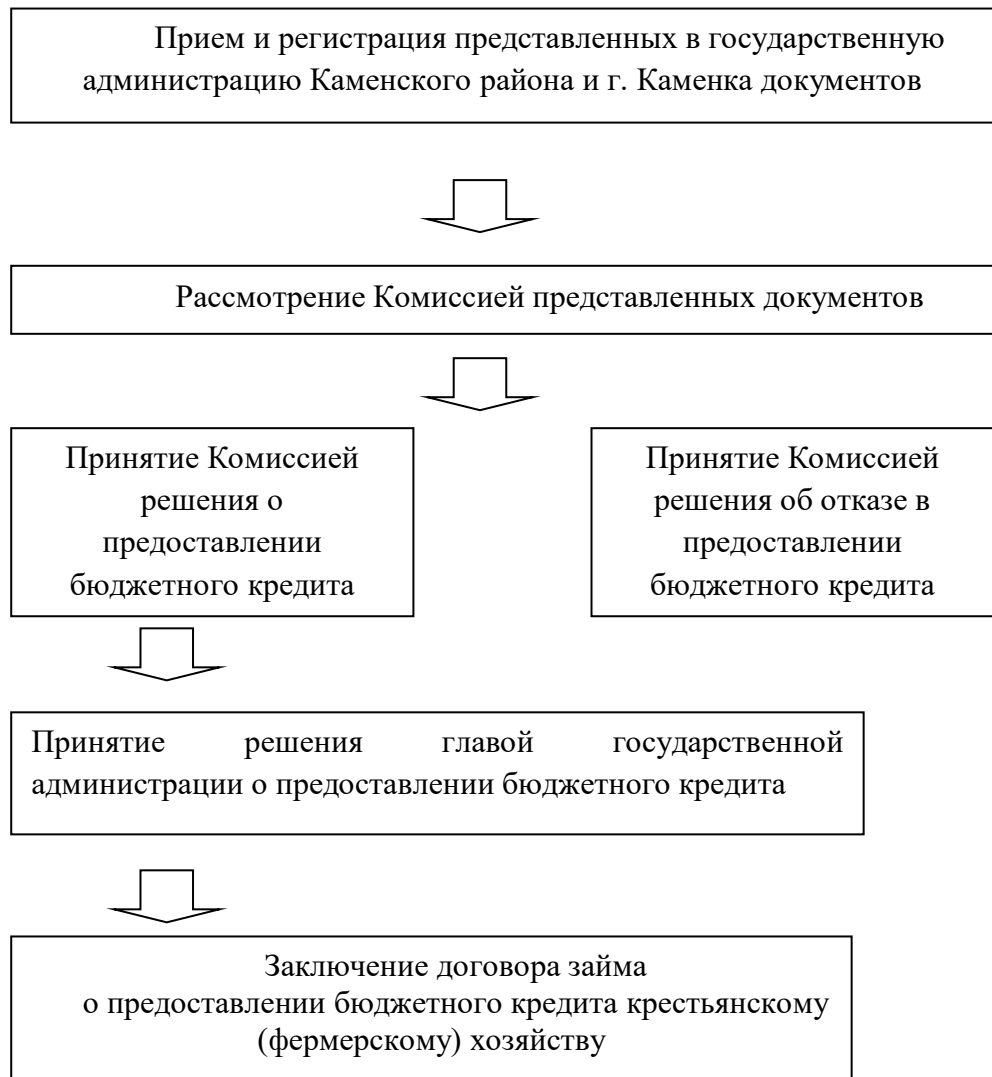 Прием и регистрация представленных в государственную
администрацию Каменского района и г. Каменка документов
Рассмотрение Комиссией представленных документов
Принятие Комиссией
решения о
предоставлении
бюджетного кредита
Принятие Комиссией
решения об отказе в
предоставлении
бюджетного кредита
Принятие решения главой государственной
администрации о предоставлении бюджетного кредита
Заключение договора займа
о предоставлении бюджетного кредита крестьянскому
(фермерскому) хозяйству